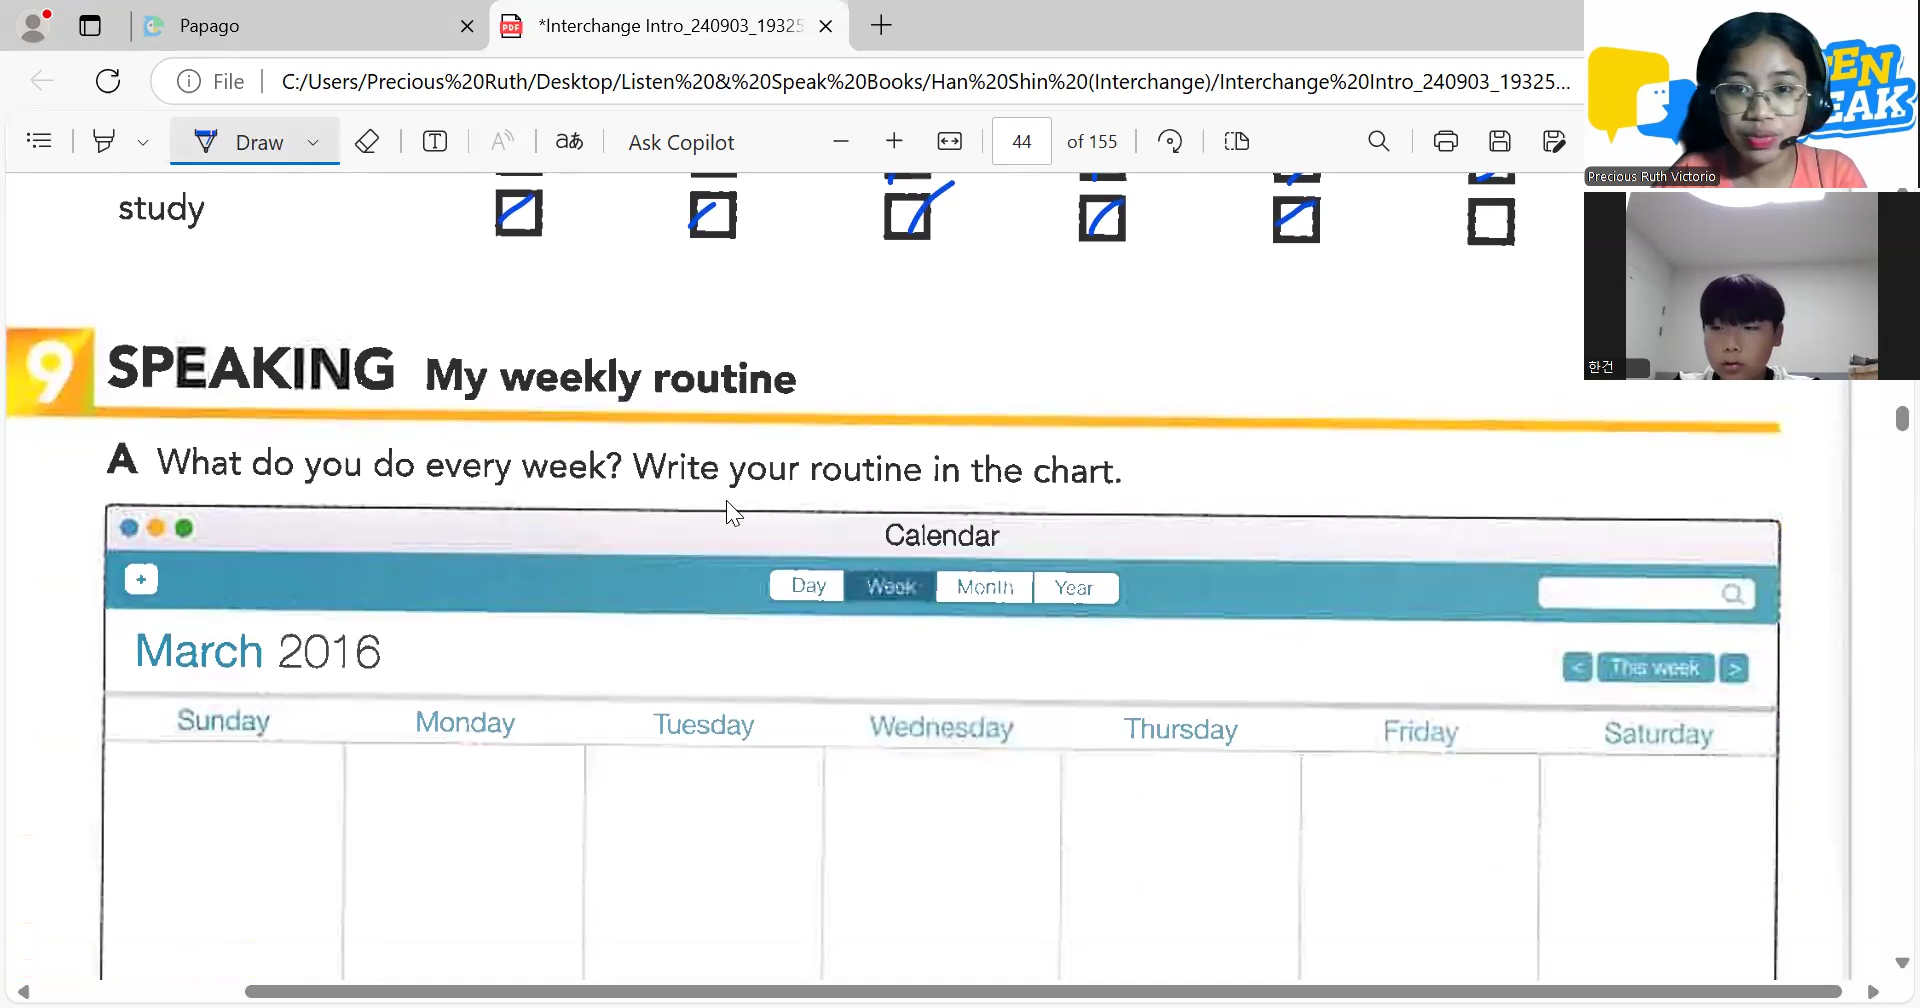 Papago
*Interchange Intro_240903_19325
File
C:/Users/Precious%20Ruth/Desktop/Listen%20&%20Speak%20Books/Han%20Shin%20(Interchange)/Interchange%20Intro_240903_19325...
Draw
Ask Copilot
44
of 155
EN
EAK
Precious Ruth Victorio
한건
study
9 SPEAKING My weekly routine
A What do you do every week? Write your routine in the chart.
Calendar
+
Day
Week
Month
Year
March 2016
<
This week
>
Sunday
Monday
Tuesday
Wednesday
Thursday
Friday
Saturday